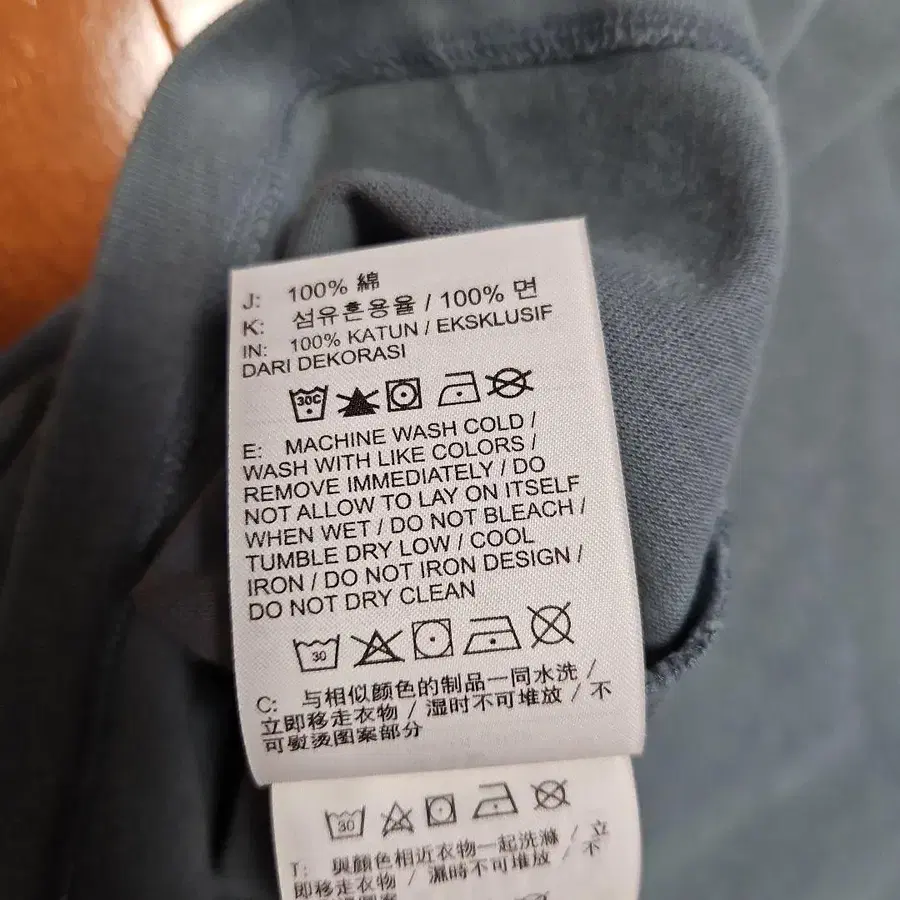 J: 100% 綿
K: 섬유혼용율 / 100% 면
IN: 100% KATUN / EKSKLUSIF
DARI DEKORASI
30C
E: MACHINE WASH COLD /
WASH WITH LIKE COLORS /
REMOVE IMMEDIATELY / DO
NOT ALLOW TO LAY ON ITSELF
WHEN WET / DO NOT BLEACH /
TUMBLE DRY LOW / COOL
IRON / DO NOT IRON DESIGN /
DO NOT DRY CLEAN
30
C: 与相似颜色的制品一同水洗 /
立即移走衣物 / 湿时不可堆放 / 不
可熨烫图案部分
30
T: 與顏色相近衣物一起洗滌 / 立
即移走衣物 / 濕時不可堆放 / 不